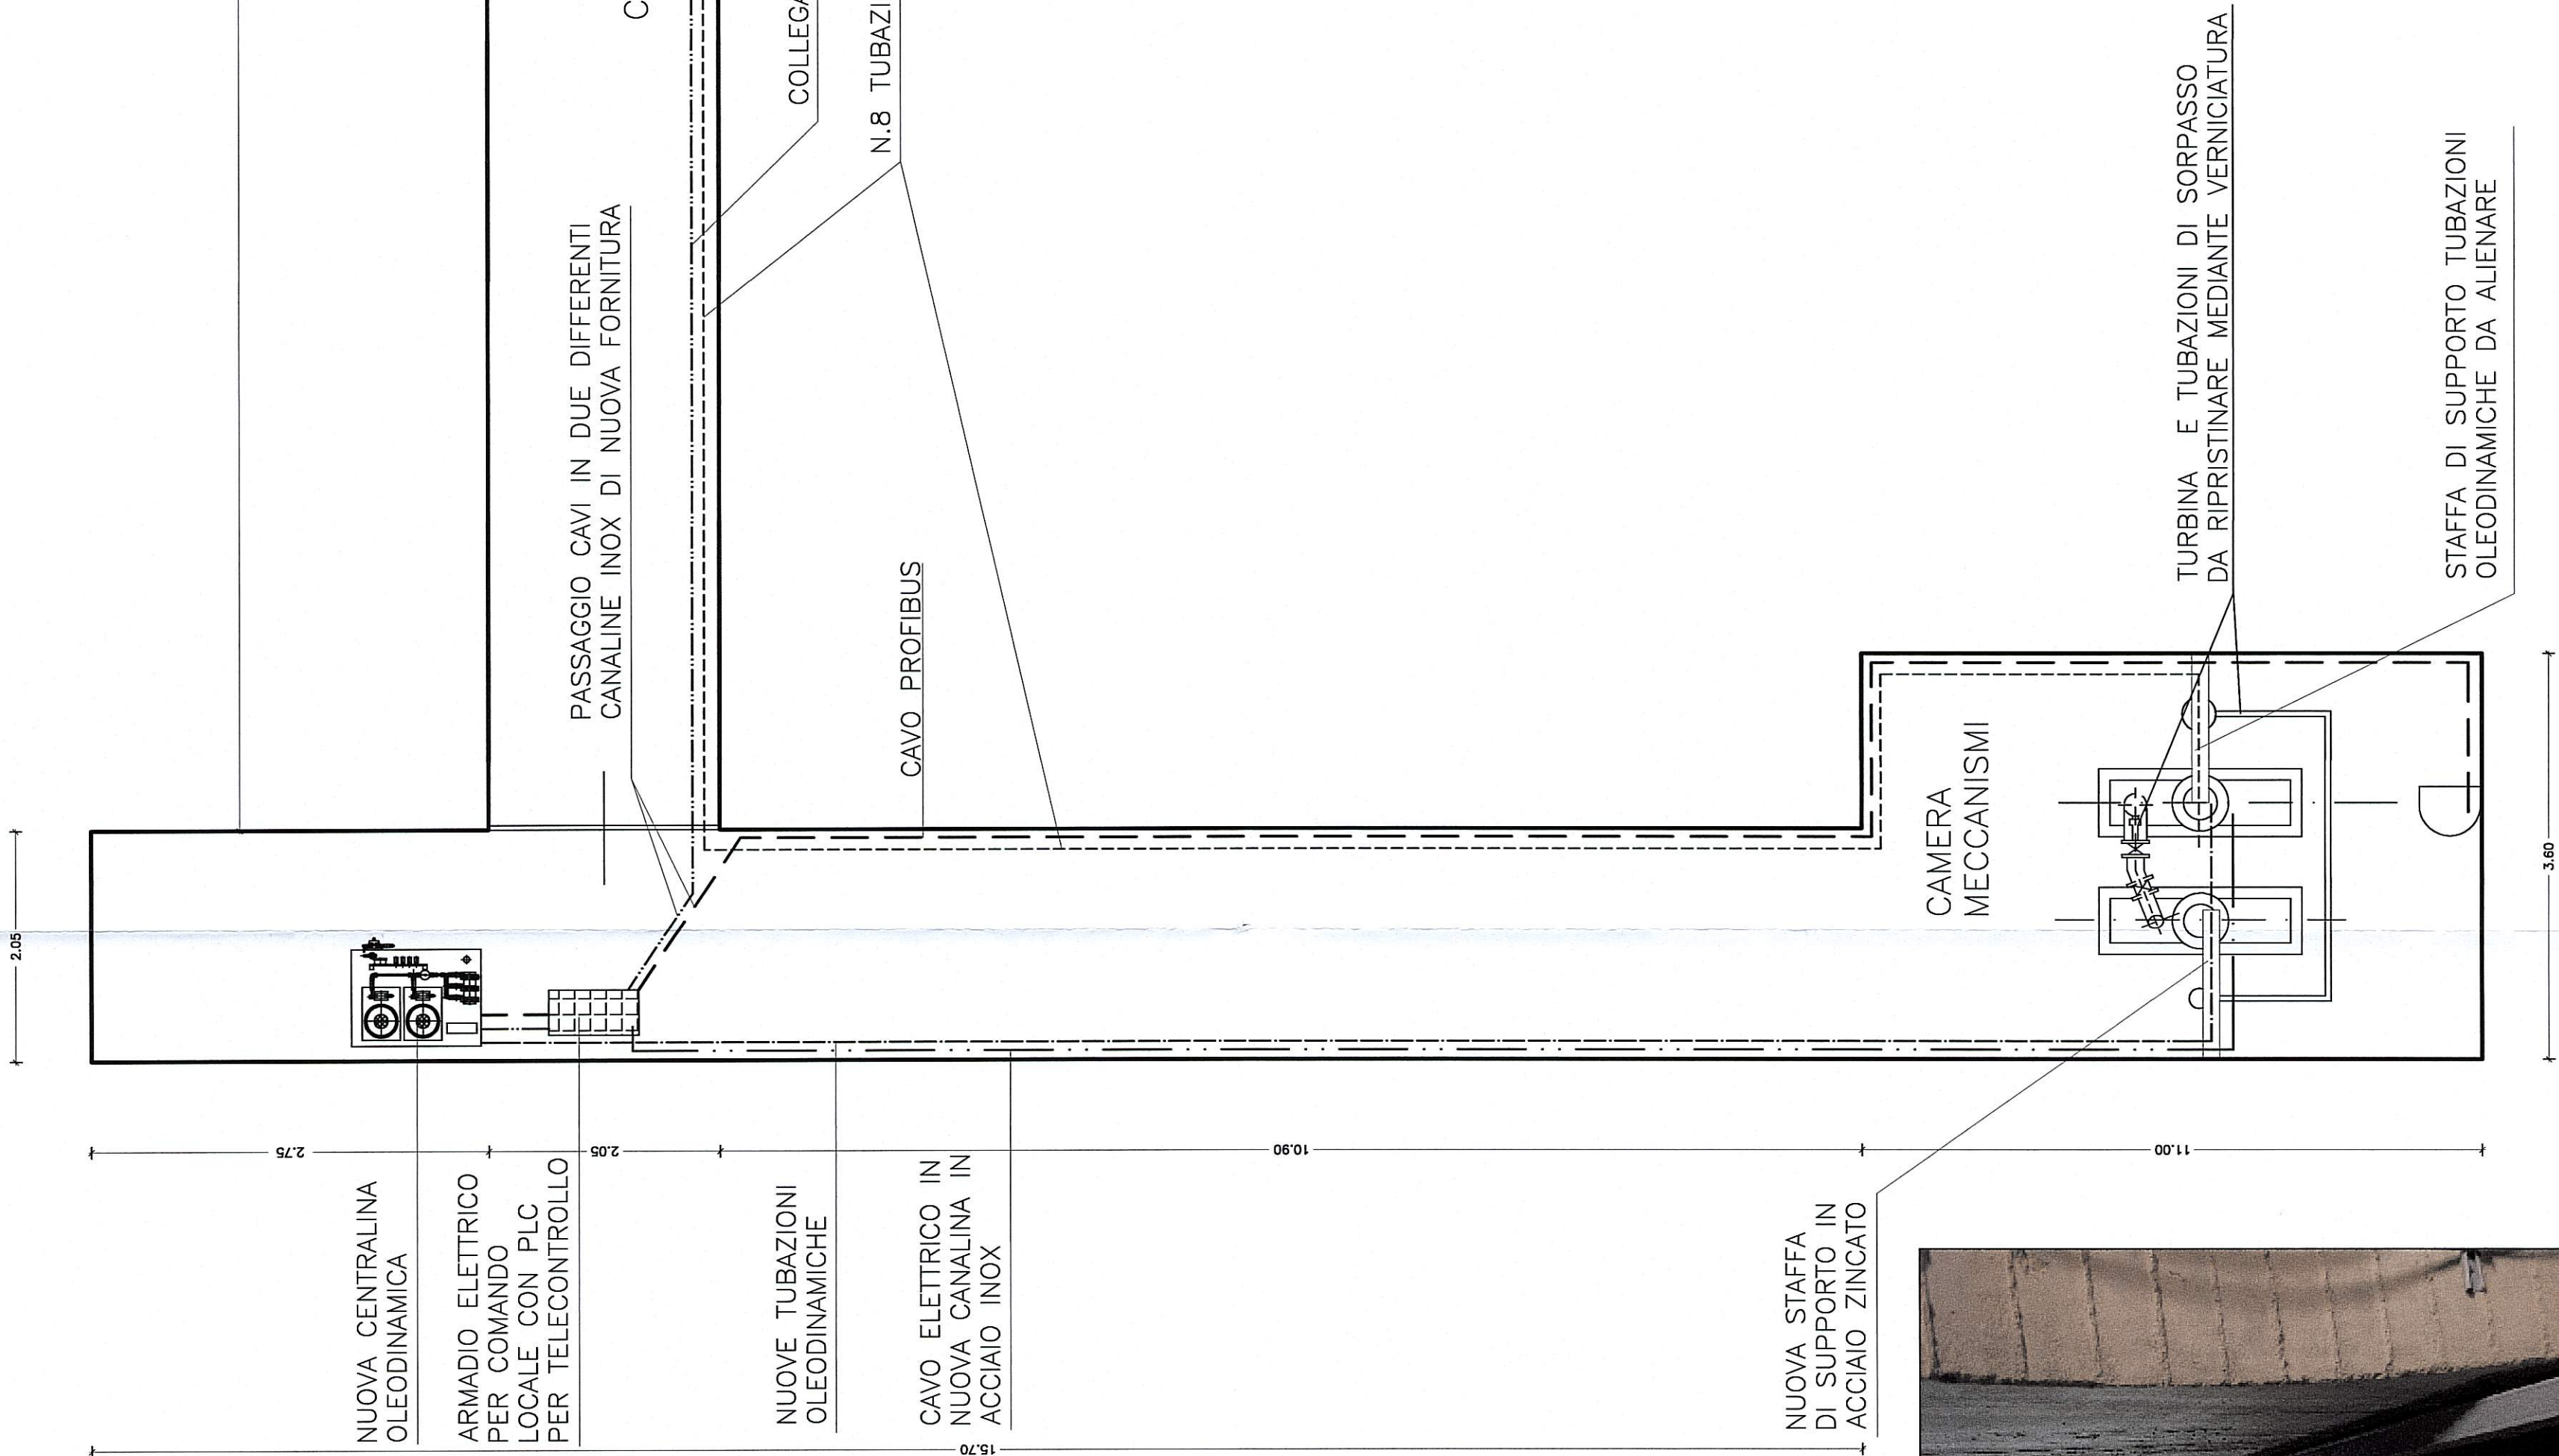 C
COLLEGA
N.8 TUBAZI
PASSAGGIO CAVI IN DUE DIFFERENTI
CANALINE INOX DI NUOVA FORNITURA
CAVO PROFIBUS
TURBINA E TUBAZIONI DI SORPASSO
DA RIPRISTINARE MEDIANTE VERNICIATURA
STAFFA DI SUPPORTO TUBAZIONI
OLEODINAMICHE DA ALIENARE
CAMERA
MECCANISMI
2.05
3.60
2.75
2.05
10.90
11.00
NUOVA CENTRALINA
OLEODINAMICA
ARMADIO ELETTRICO
PER COMANDO
LOCALE CON PLC
PER TELECONTROLLO
NUOVE TUBAZIONI
OLEODINAMICHE
CAVO ELETTRICO IN
NUOVA CANALINA IN
ACCIAIO INOX
NUOVA STAFFA
DI SUPPORTO IN
ACCIAIO ZINCATO
15.70